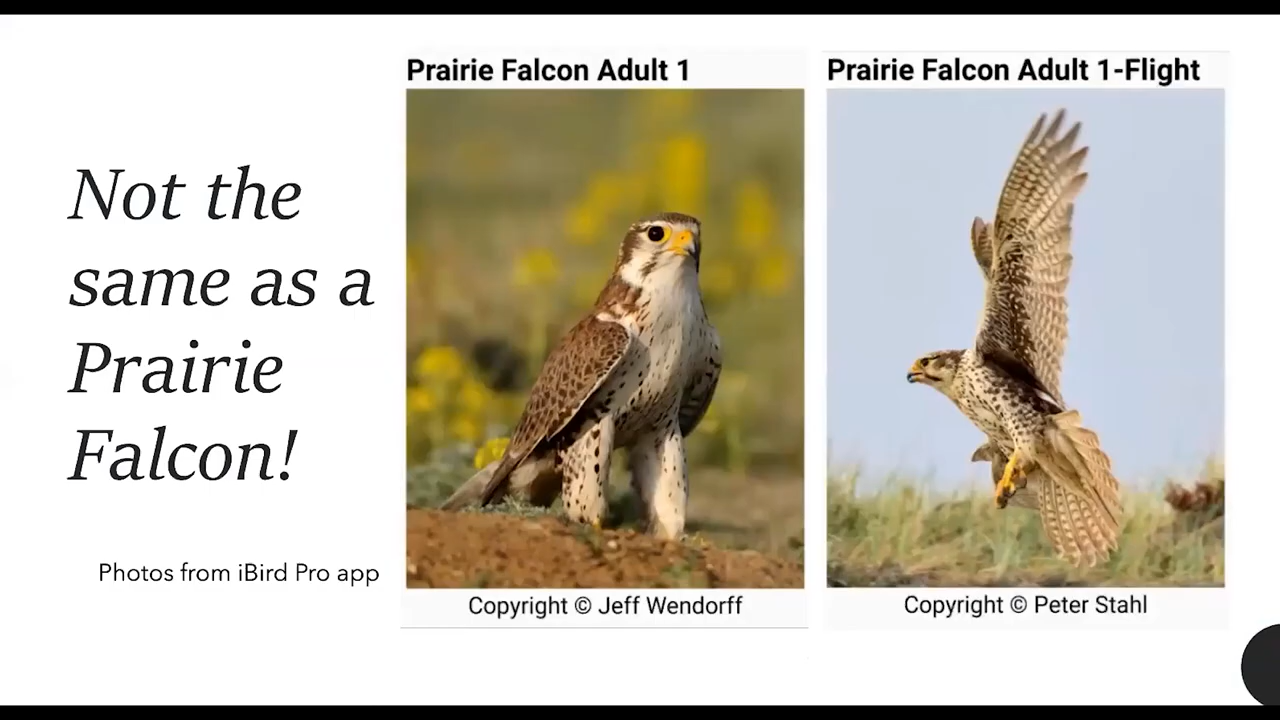 Not the
same as a
Prairie
Falcon!
Photos from iBird Pro app
Prairie Falcon Adult 1
Copyright © Jeff Wendorff
Prairie Falcon Adult 1-Flight
Copyright © Peter Stahl